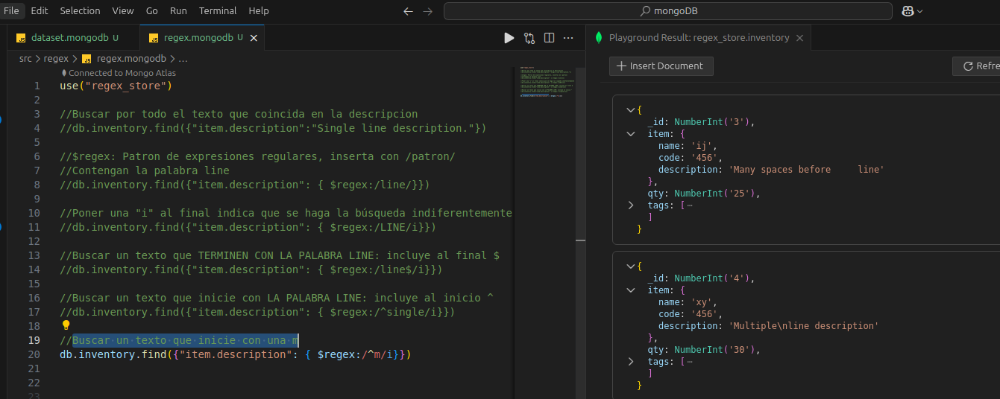 File Edit Selection View Go Run Terminal Help
mongoDB
JS dataset.mongodb U
JS regex.mongodb U
Playground Result: regex_store.inventory
src > regex > JS regex.mongodb > ...
Connected to Mongo Atlas
1 use("regex_store")
2
3 //Buscar por todo el texto que coincida en la descripcion
4 //db.inventory.find({"item.description":"Single line description."})
5
6 //$regex: Patron de expresiones regulares, inserta con /patron/
7 //Contengan la palabra line
8 //db.inventory.find({"item.description": { $regex:/line/}})
9
10 //Poner una "i" al final indica que se haga la búsqueda indiferentemente
11 //db.inventory.find({"item.description": { $regex:/LINE/i}})
12
13 //Buscar un texto que TERMINEN CON LA PALABRA LINE: incluye al final $
14 //db.inventory.find({"item.description": { $regex:/line$/i}})
15
16 //Buscar un texto que inicie con LA PALABRA LINE: incluye al inicio ^
17 //db.inventory.find({"item.description": { $regex:/^single/i}})
18
19 //Buscar un texto que inicie con una m
20 db.inventory.find({"item.description": { $regex:/^m/i}})
21
22
23
Insert Document
Refre
{
_id: NumberInt('3'),
item: {
name: 'ij',
code: '456',
description: 'Many spaces before     line'
},
qty: NumberInt('25'),
tags: [ ⋯
]
}
{
_id: NumberInt('4'),
item: {
name: 'xy',
code: '456',
description: 'Multiple\nline description'
},
qty: NumberInt('30'),
tags: [ ⋯
]
}